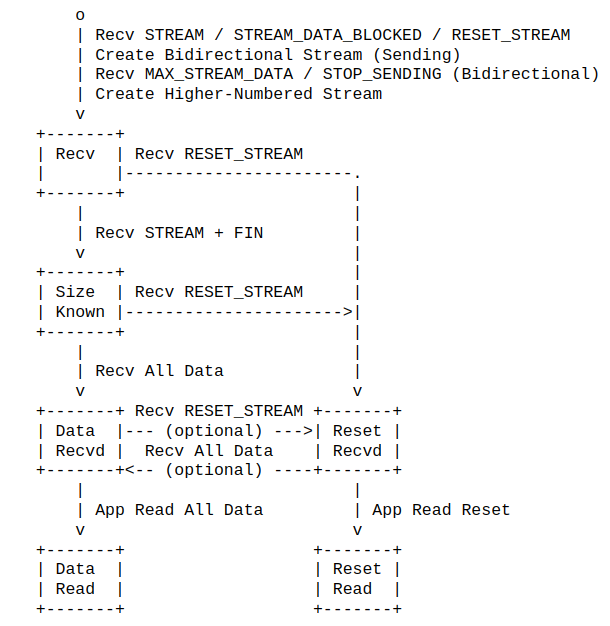 o
| Recv STREAM / STREAM_DATA_BLOCKED / RESET_STREAM
| Create Bidirectional Stream (Sending)
| Recv MAX_STREAM_DATA / STOP_SENDING (Bidirectional)
| Create Higher-Numbered Stream
v
+-------+
| Recv  | Recv RESET_STREAM
|       |-----------------------.
+-------+                       |
    |                           |
    | Recv STREAM + FIN         |
    v                           |
+-------+                       |
| Size  | Recv RESET_STREAM     |
| Known |---------------------->|
+-------+                       |
    |                           |
    | Recv All Data             |
    v                           v
+-------+ Recv RESET_STREAM +-------+
| Data  |--- (optional) --->| Reset |
| Recvd |  Recv All Data    | Recvd |
+-------+<-- (optional) ----+-------+
    |                           |
    | App Read All Data         | App Read Reset
    v                           v
+-------+                   +-------+
| Data  |                   | Reset |
| Read  |                   | Read  |
+-------+                   +-------+